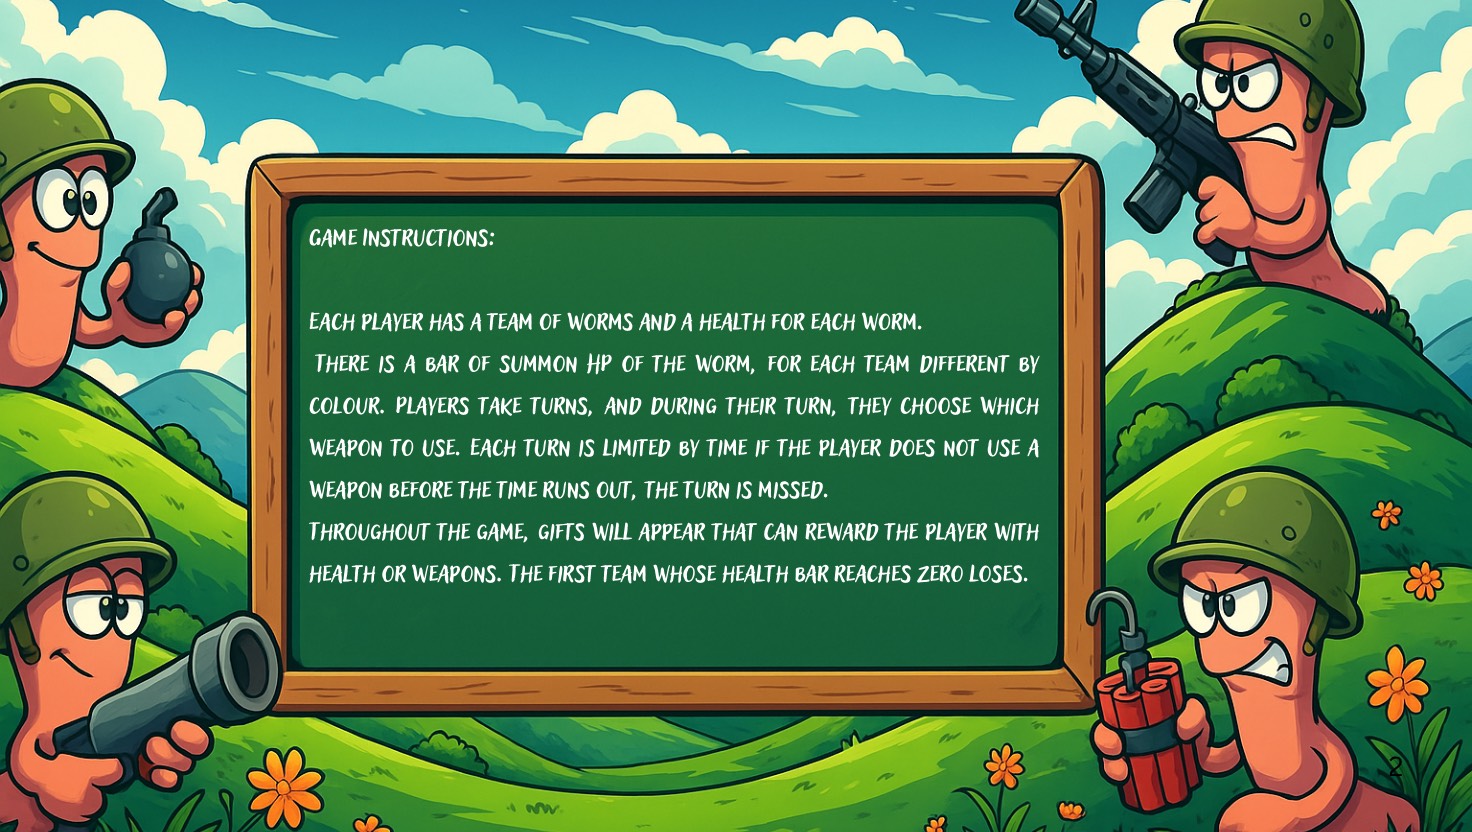 GAME INSTRUCTIONS:
EACH PLAYER HAS A TEAM OF WORMS AND A HEALTH FOR EACH WORM.
THERE IS A BAR OF SUMMON HP OF THE WORM, FOR EACH TEAM DIFFERENT BY
COLOUR. PLAYERS TAKE TURNS, AND DURING THEIR TURN, THEY CHOOSE WHICH
WEAPON TO USE. EACH TURN IS LIMITED BY TIME IF THE PLAYER DOES NOT USE A
WEAPON BEFORE THE TIME RUNS OUT, THE TURN IS MISSED.
THROUGHOUT THE GAME, GIFTS WILL APPEAR THAT CAN REWARD THE PLAYER WITH
HEALTH OR WEAPONS. THE FIRST TEAM WHOSE HEALTH BAR REACHES ZERO LOSES.
2